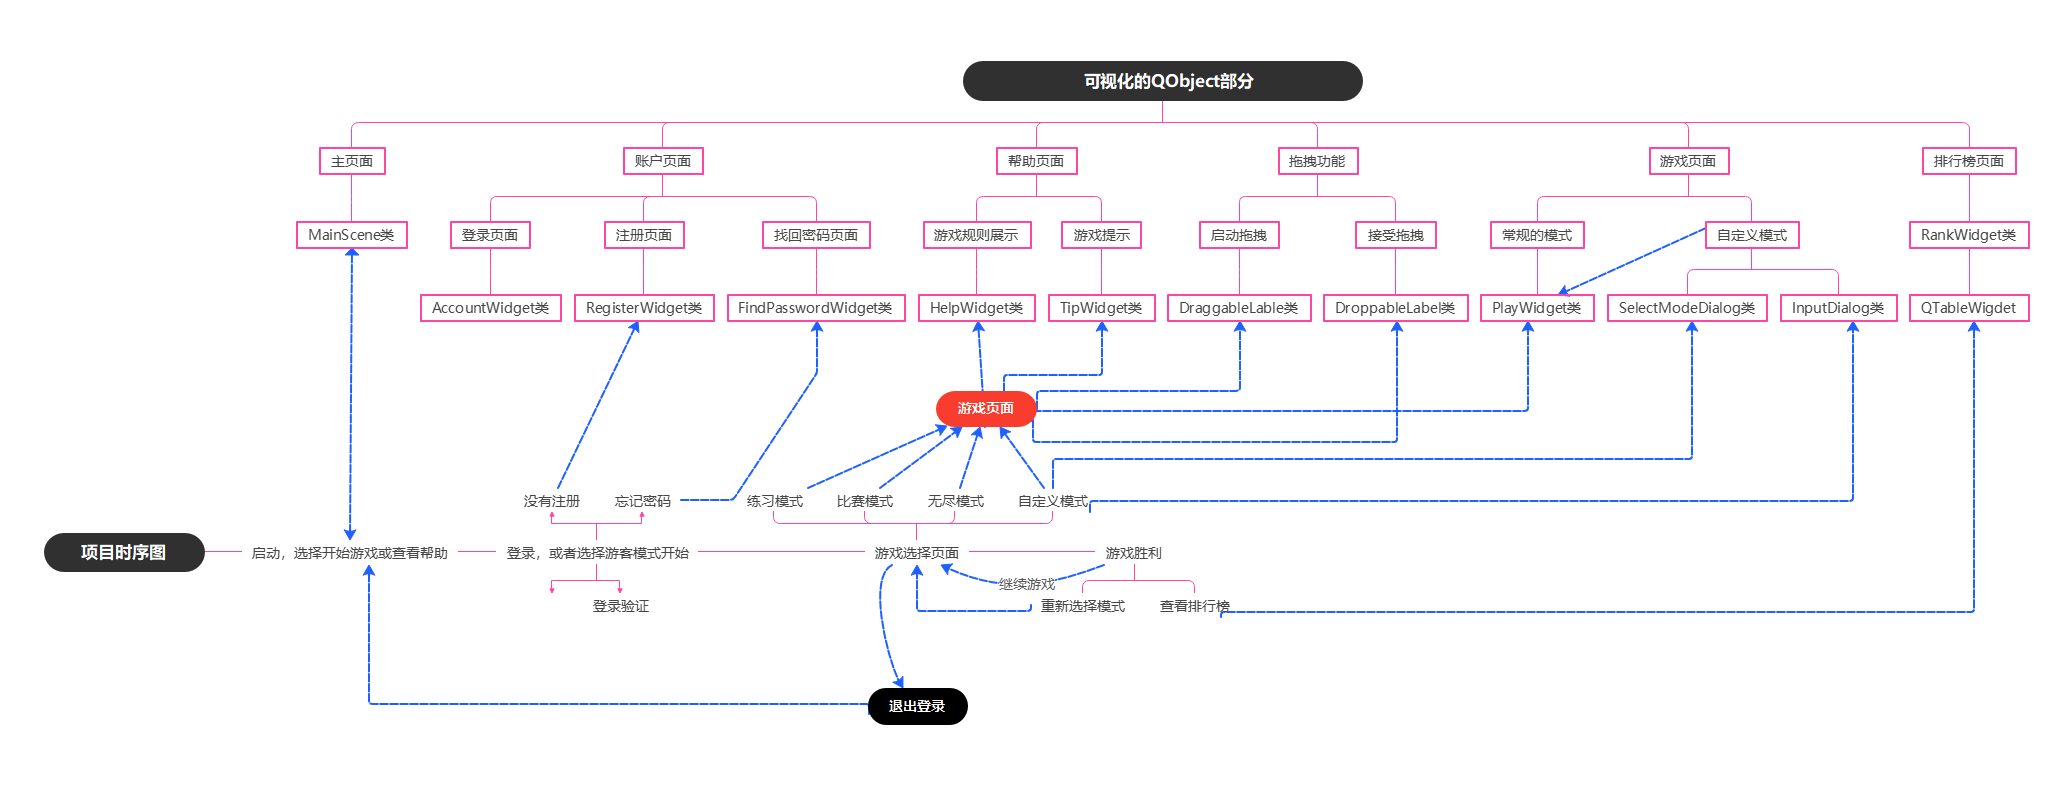 可视化的QObject部分
主页面
账户页面
帮助页面
拖拽功能
游戏页面
排行榜页面
MainScene类
登录页面
注册页面
找回密码页面
游戏规则展示
游戏提示
启动拖拽
接受拖拽
常规的模式
自定义模式
RankWidget类
AccountWidget类
RegisterWidget类
FindPasswordWidget类
HelpWidget类
TipWidget类
DraggableLable类
DroppableLabel类
PlayWidget类
SelectModeDialog类
InputDialog类
QTableWigdet
游戏页面
没有注册
忘记密码
练习模式
比赛模式
无尽模式
自定义模式
项目时序图
启动，选择开始游戏或查看帮助
登录，或者选择游客模式开始
游戏选择页面
游戏胜利
继续游戏
登录验证
重新选择模式
查看排行榜
退出登录